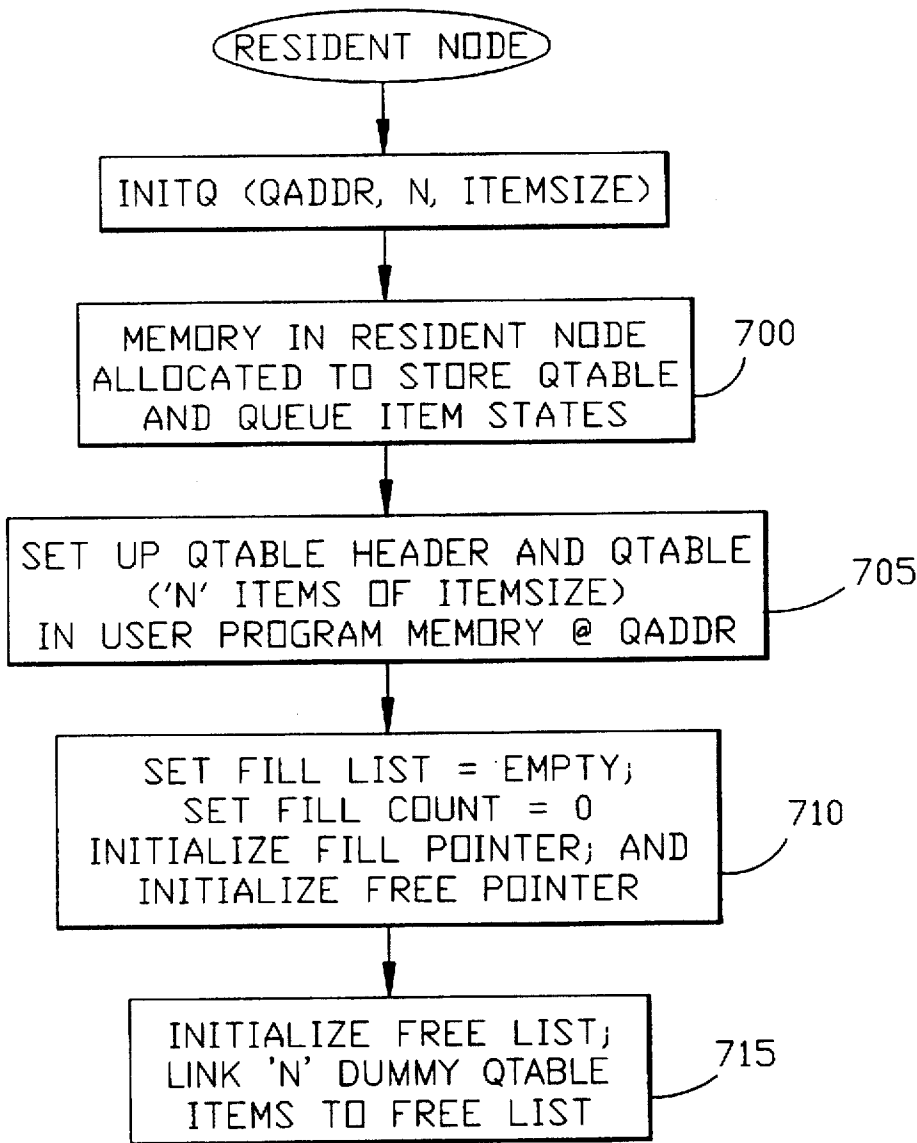 RESIDENT NODE
INITQ (QADDR, N, ITEMSIZE)
MEMORY IN RESIDENT NODE
ALLOCATED TO STORE QTABLE
AND QUEUE ITEM STATES
700
SET UP QTABLE HEADER AND QTABLE
('N' ITEMS OF ITEMSIZE)
IN USER PROGRAM MEMORY @ QADDR
705
SET FILL LIST = EMPTY;
SET FILL COUNT = 0
INITIALIZE FILL POINTER; AND
INITIALIZE FREE POINTER
710
INITIALIZE FREE LIST;
LINK 'N' DUMMY QTABLE
ITEMS TO FREE LIST
715